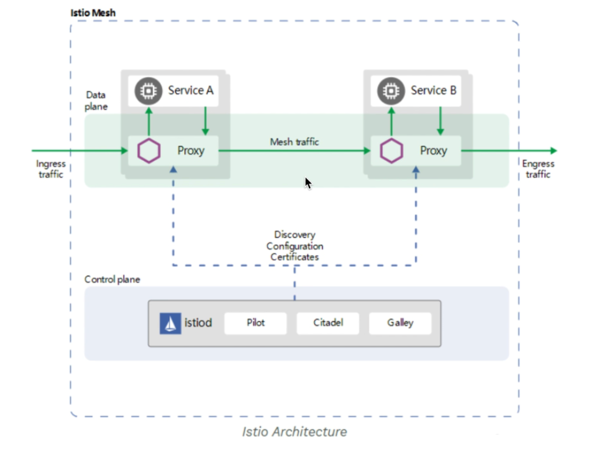 Istio Mesh
Data
plane
Service A
Service B
Proxy
Mesh traffic
Proxy
Ingress
traffic
Engress
traffic
Discovery
Configuration
Certificates
Control plane
istiod
Pilot
Citadel
Galley
Istio Architecture